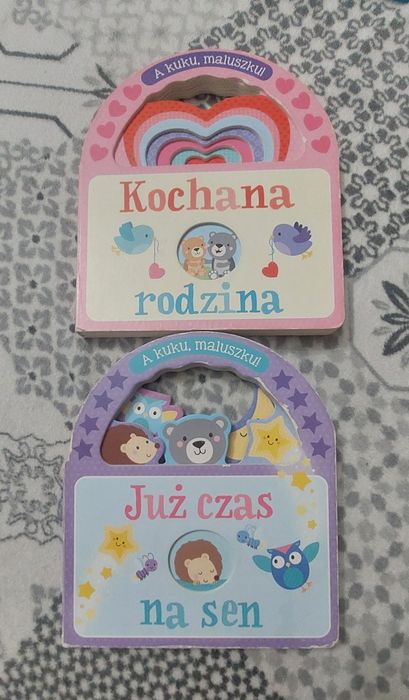 A kuku, maluszku!
Kochana
rodzina
A kuku, maluszku!
Już czas
na sen